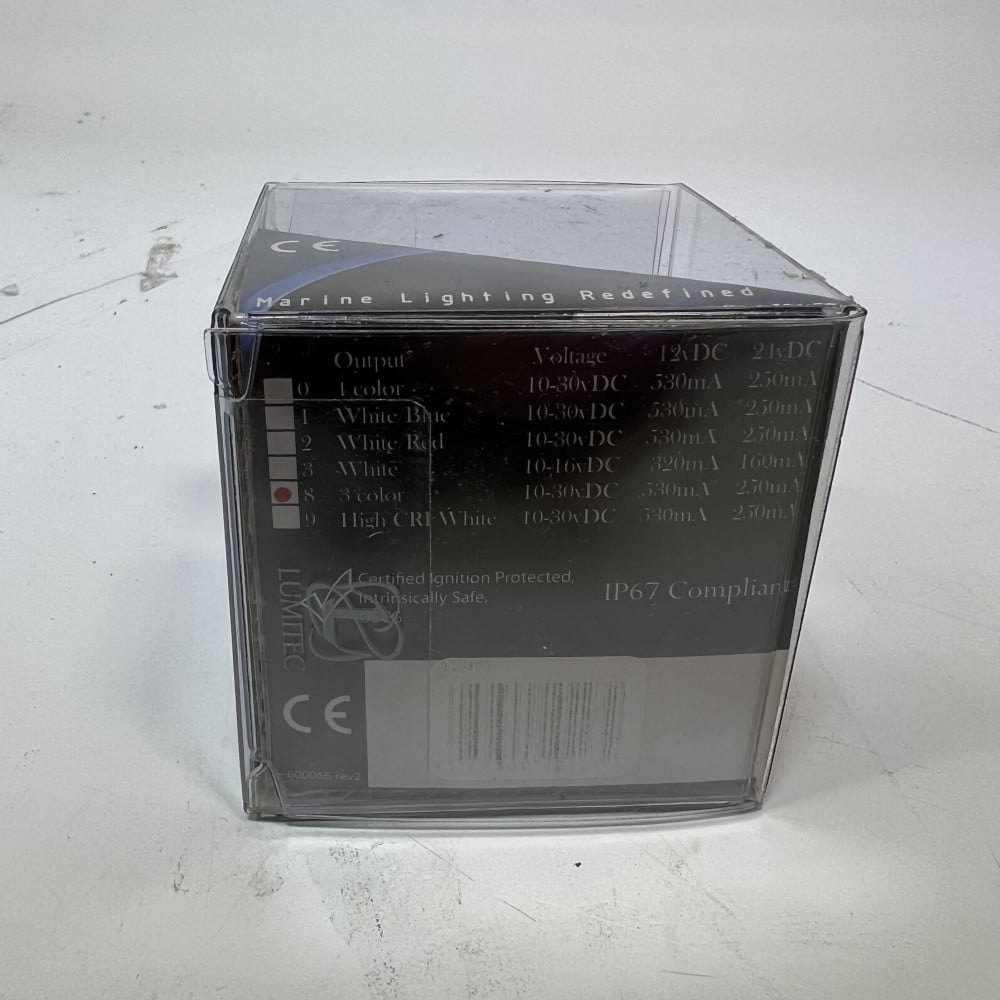 CE
Marine Lighting Redefined
Output Voltage 12vDC 24vDC
0 4 color 10-30vDC 530mA 250mA
1 White/Blue 10-30vDC 530mA 250mA
2 White/Red 10-30vDC 530mA 250mA
3 White 10-16vDC 320mA 160mA
8 3 color 10-30vDC 530mA 250mA
9 High CRI White 10-30vDC 530mA 250mA
Certified Ignition Protected,
Intrinsically Safe,
IP67 Compliant
LUMITEC
CE
600056 rev2